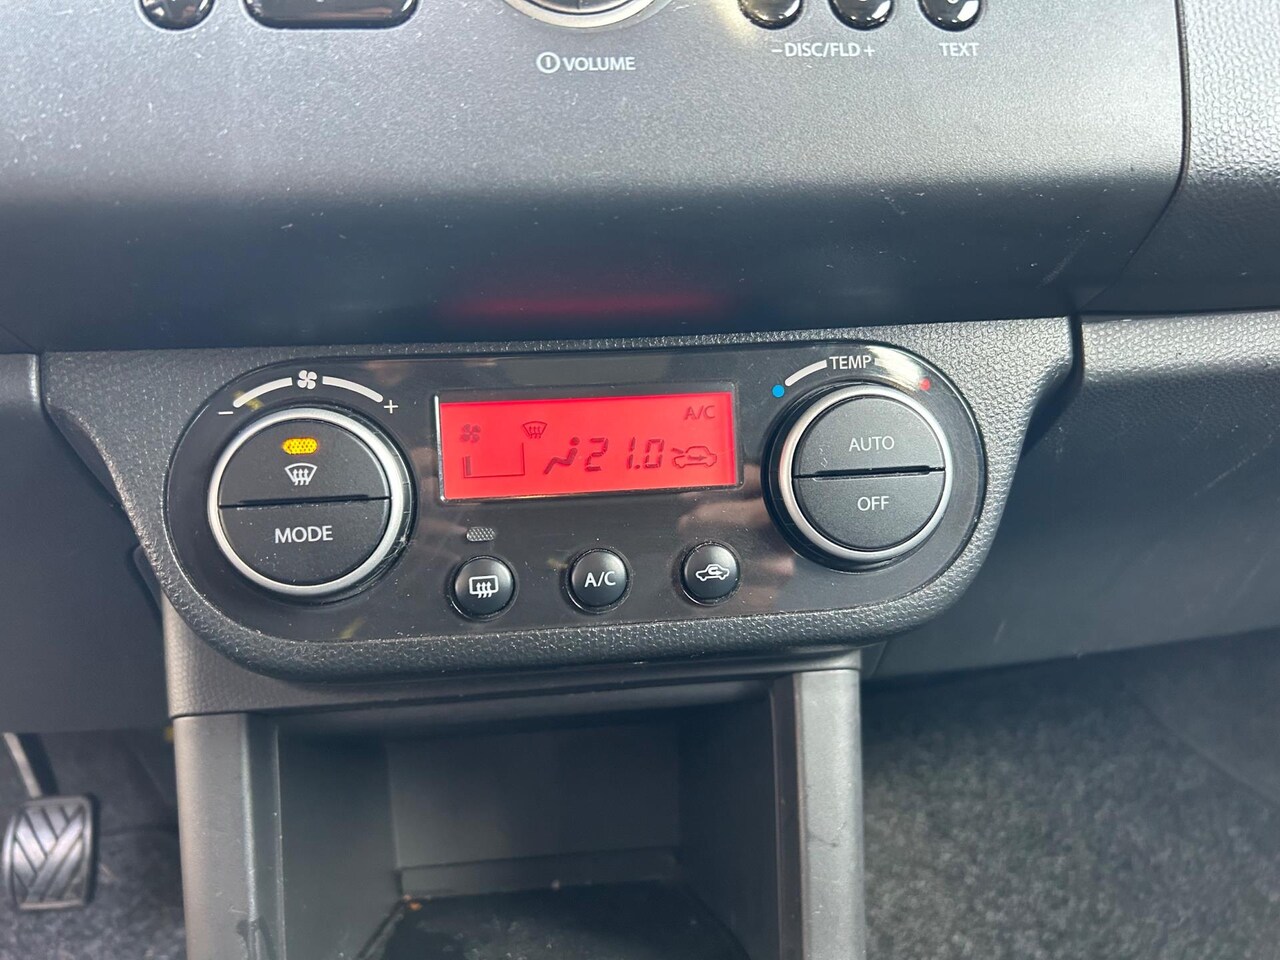 VOLUME
- DISC/FLD +
TEXT
- +
TEMP
A/C
21.0
AUTO
OFF
MODE
A/C